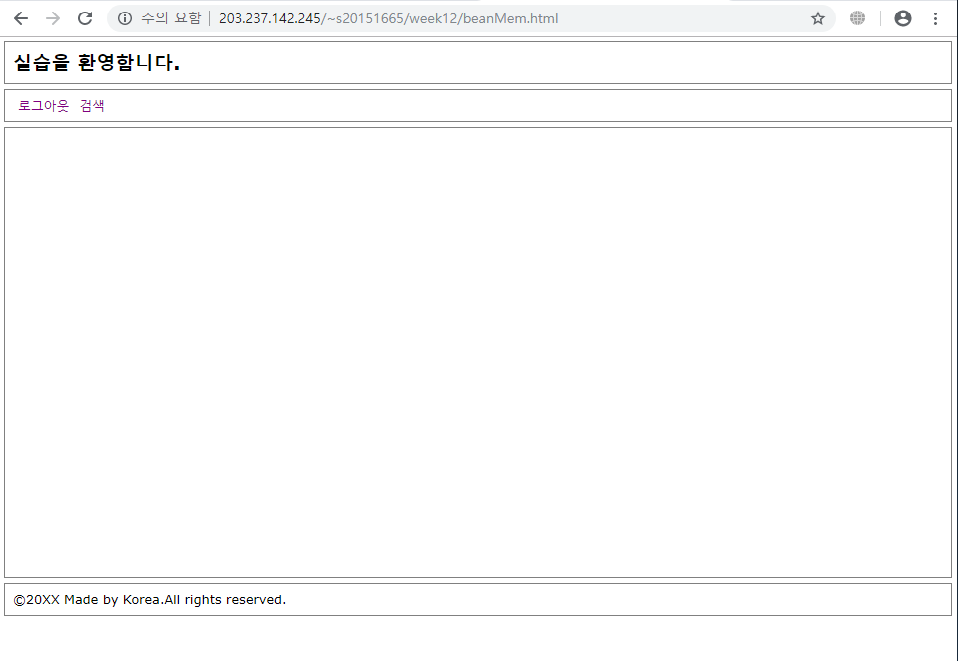 수의 요함 | 203.237.142.245/~s20151665/week12/beanMem.html
실습을 환영합니다.
로그아웃 검색
©20XX Made by Korea.All rights reserved.